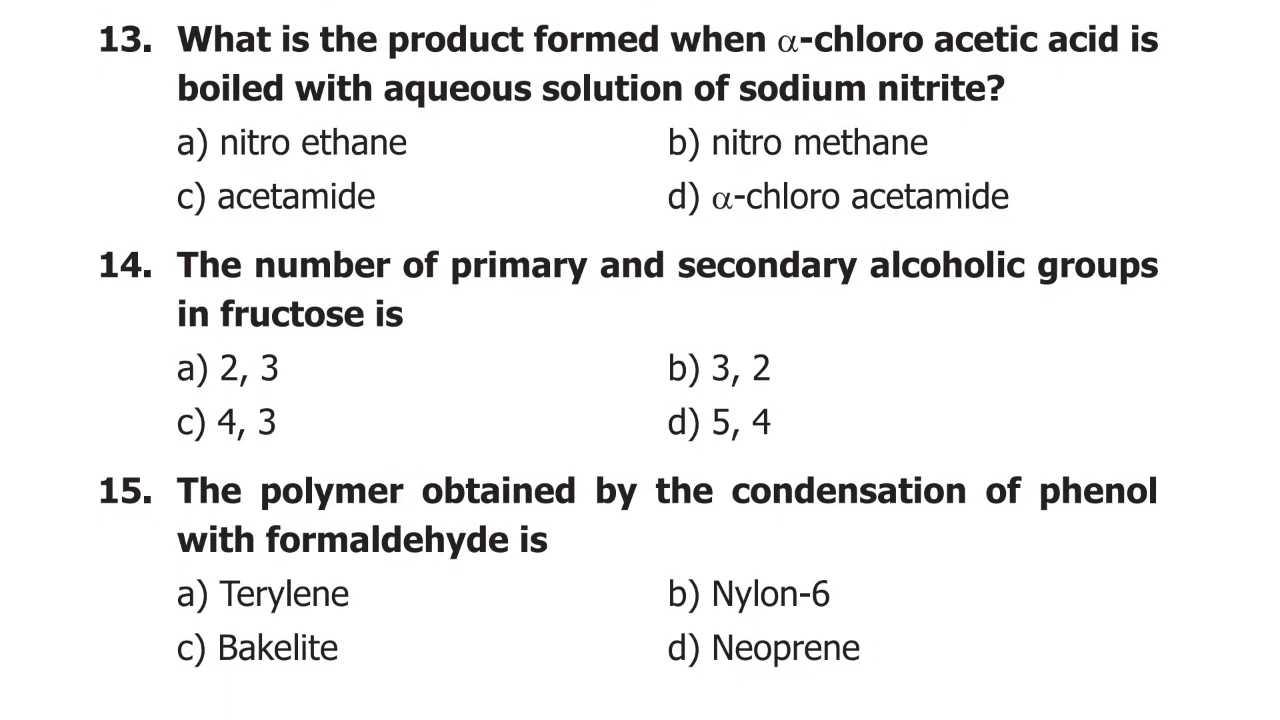 13. What is the product formed when α-chloro acetic acid is
boiled with aqueous solution of sodium nitrite?
a) nitro ethane b) nitro methane
c) acetamide d) α-chloro acetamide
14. The number of primary and secondary alcoholic groups
in fructose is
a) 2, 3 b) 3, 2
c) 4, 3 d) 5, 4
15. The polymer obtained by the condensation of phenol
with formaldehyde is
a) Terylene b) Nylon-6
c) Bakelite d) Neoprene